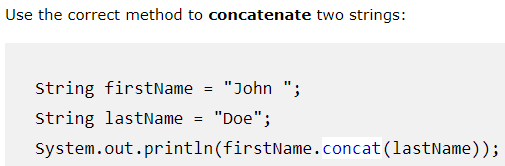 Use the correct method to concatenate two strings:
String firstName = "John ";
String lastName = "Doe";
System.out.println(firstName.concat(lastName));